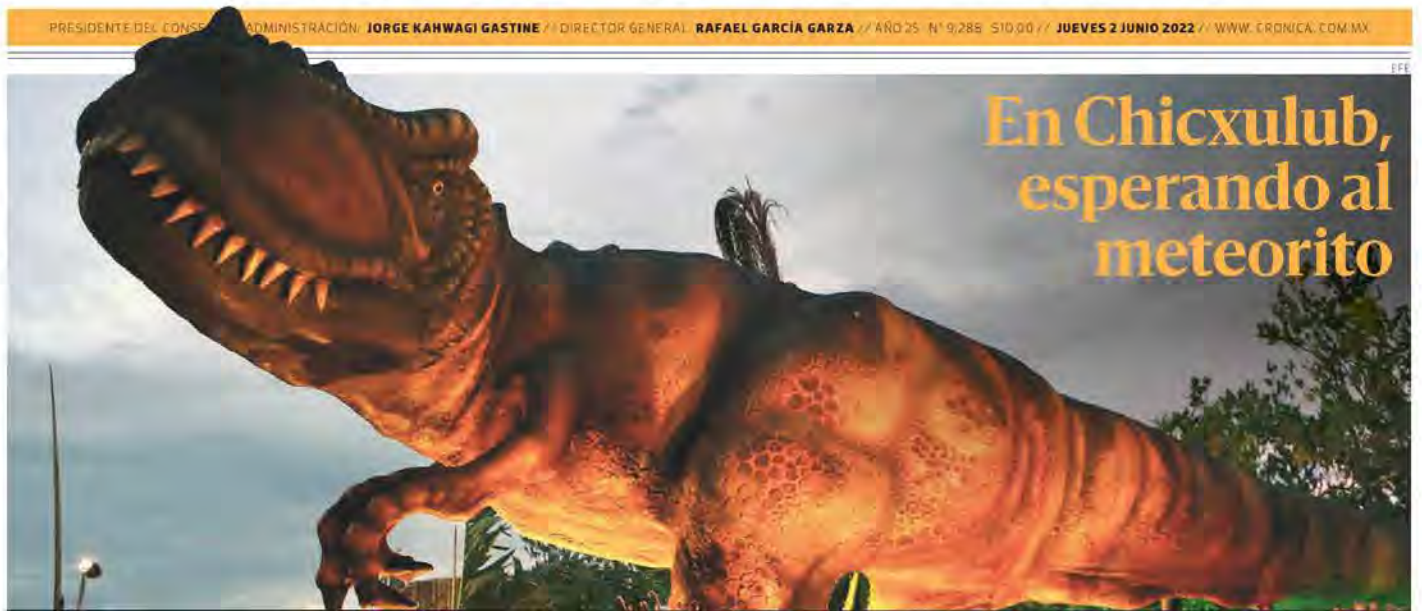 PRESIDENTE DEL CONSE ADMINISTRACIÓN: JORGE KAHWAGI GASTINE // DIRECTOR GENERAL: RAFAEL GARCÍA GARZA // AÑO 25 Nº 9,286 $10.00 // JUEVES 2 JUNIO 2022 // WWW.CRONICA.COM.MX
EFE
En Chicxulub,
esperando al
meteorito